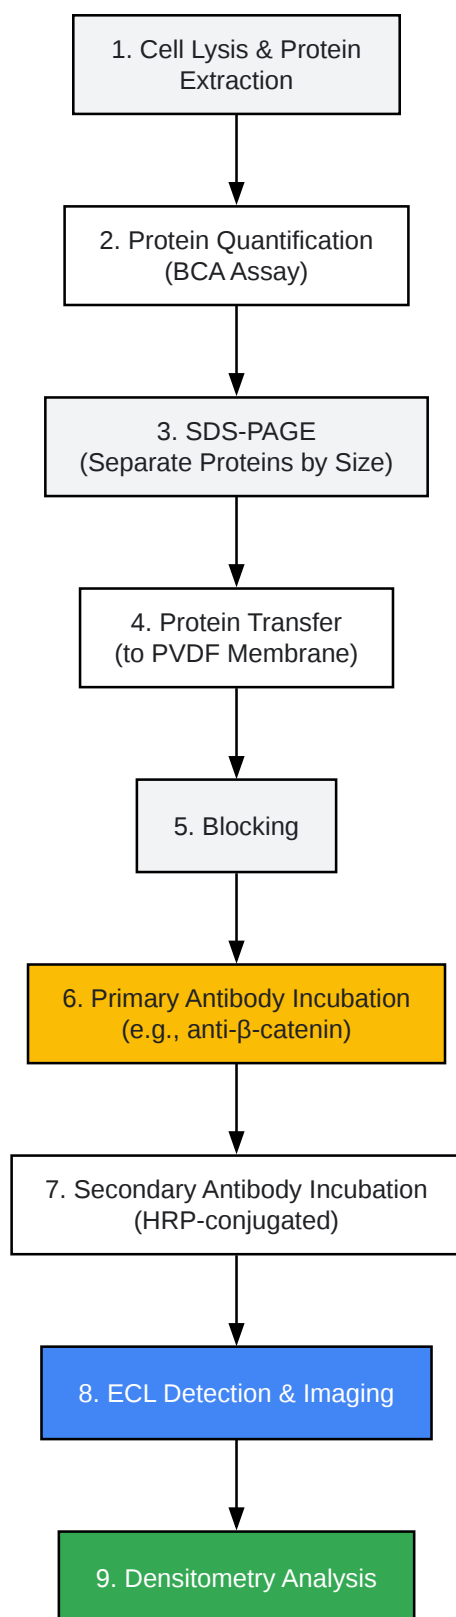 1. Cell Lysis & Protein
Extraction
2. Protein Quantification
(BCA Assay)
3. SDS-PAGE
(Separate Proteins by Size)
4. Protein Transfer
(to PVDF Membrane)
5. Blocking
6. Primary Antibody Incubation
(e.g., anti-β-catenin)
7. Secondary Antibody Incubation
(HRP-conjugated)
8. ECL Detection & Imaging
9. Densitometry Analysis